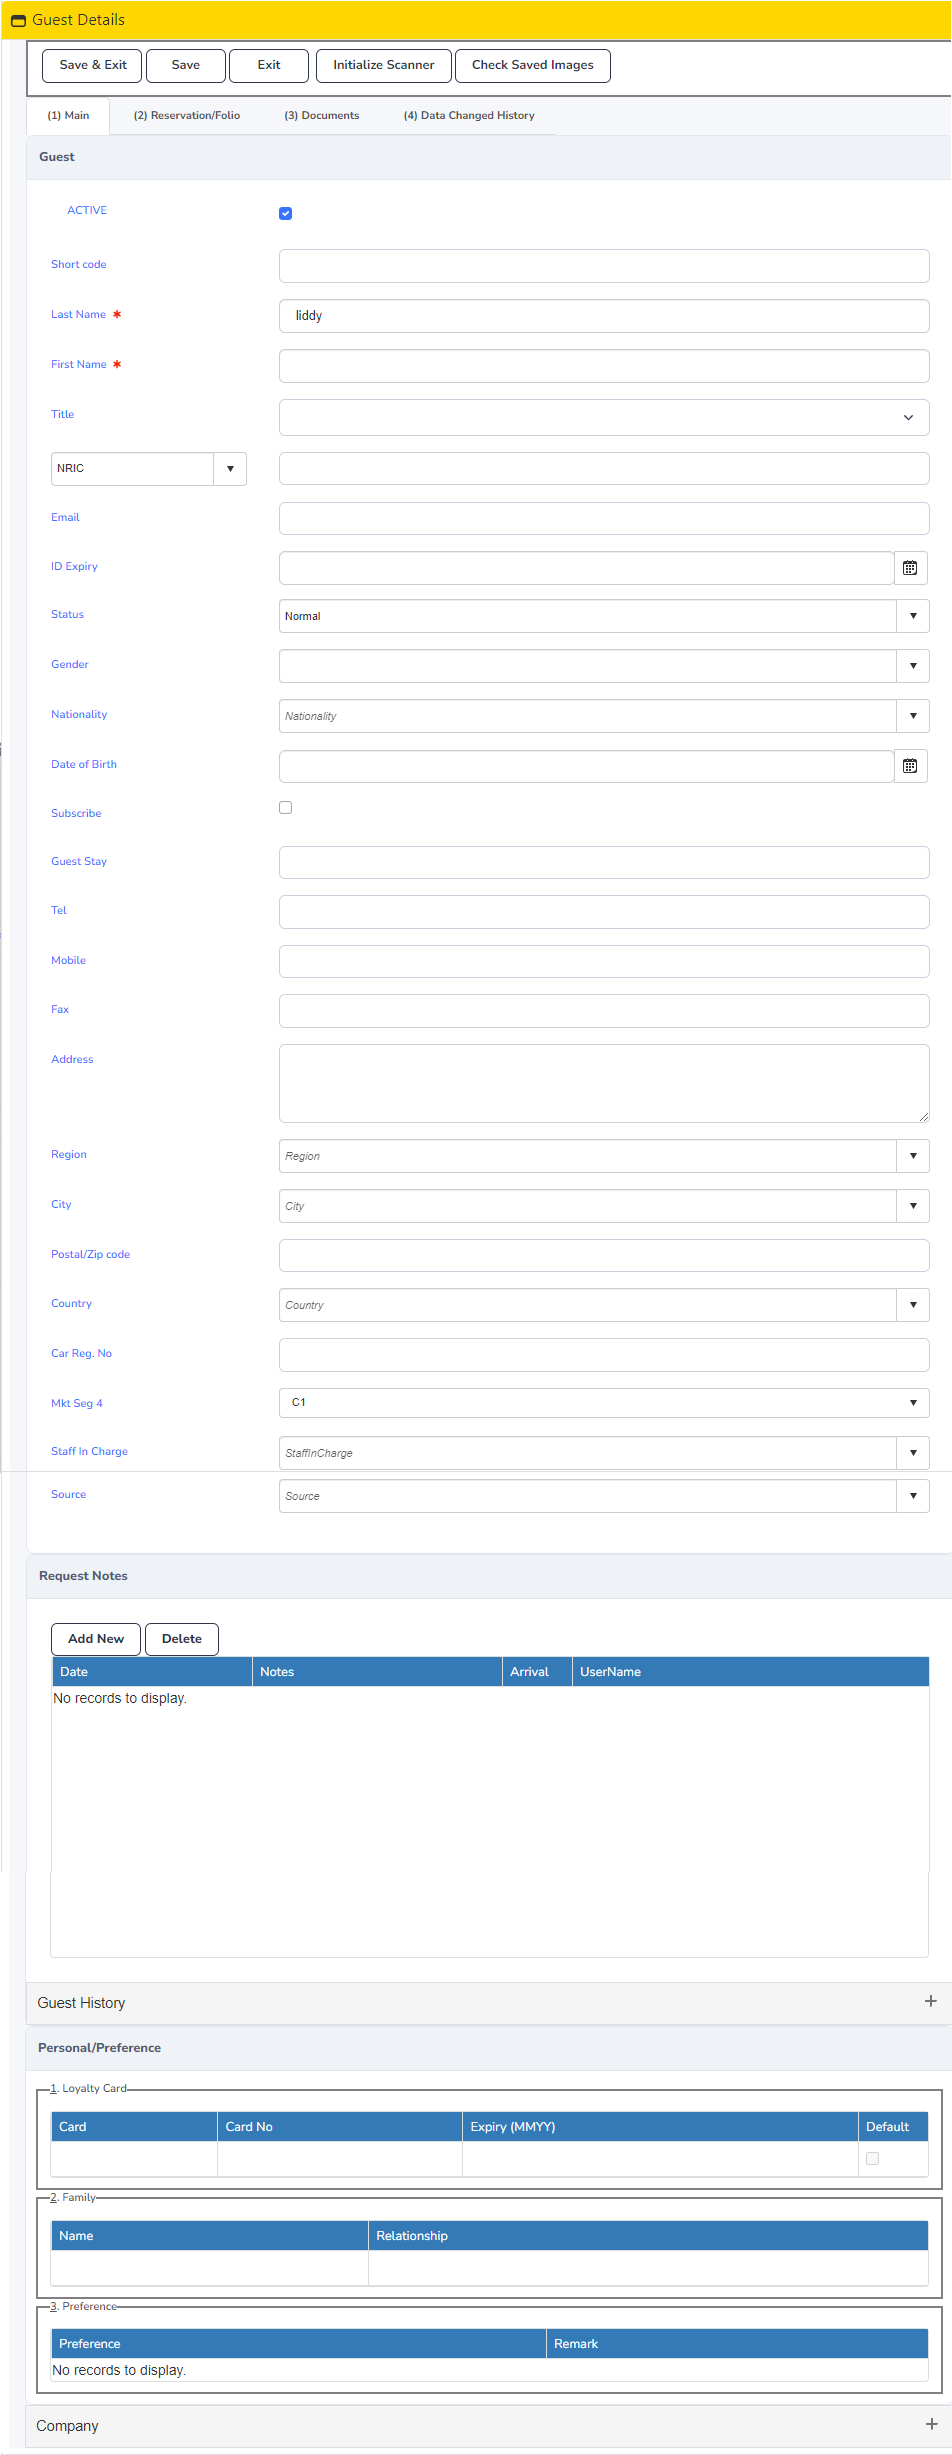 Guest Details
Save & Exit Save Exit Initialize Scanner Check Saved Images
(1) Main (2) Reservation/Folio (3) Documents (4) Data Changed History
Guest
ACTIVE
Short code
Last Name * liddy
First Name *
Title
NRIC
Email
ID Expiry
Status Normal
Gender
Nationality Nationality
Date of Birth
Subscribe
Guest Stay
Tel
Mobile
Fax
Address
Region Region
City City
Postal/Zip code
Country Country
Car Reg. No
Mkt Seg 4 C1
Staff In Charge StaffInCharge
Source Source
Request Notes
Add New Delete
Date Notes Arrival UserName
No records to display.
Guest History +
Personal/Preference
1. Loyalty Card
Card Card No Expiry (MMYY) Default
2. Family
Name Relationship
3. Preference
Preference Remark
No records to display.
Company +